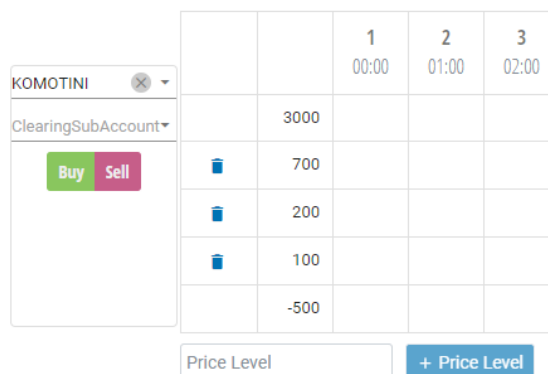 KOMOTINI
ClearingSubAccount
Buy Sell
1 2 3
00:00 01:00 02:00
3000
700
200
100
-500
Price Level
+ Price Level